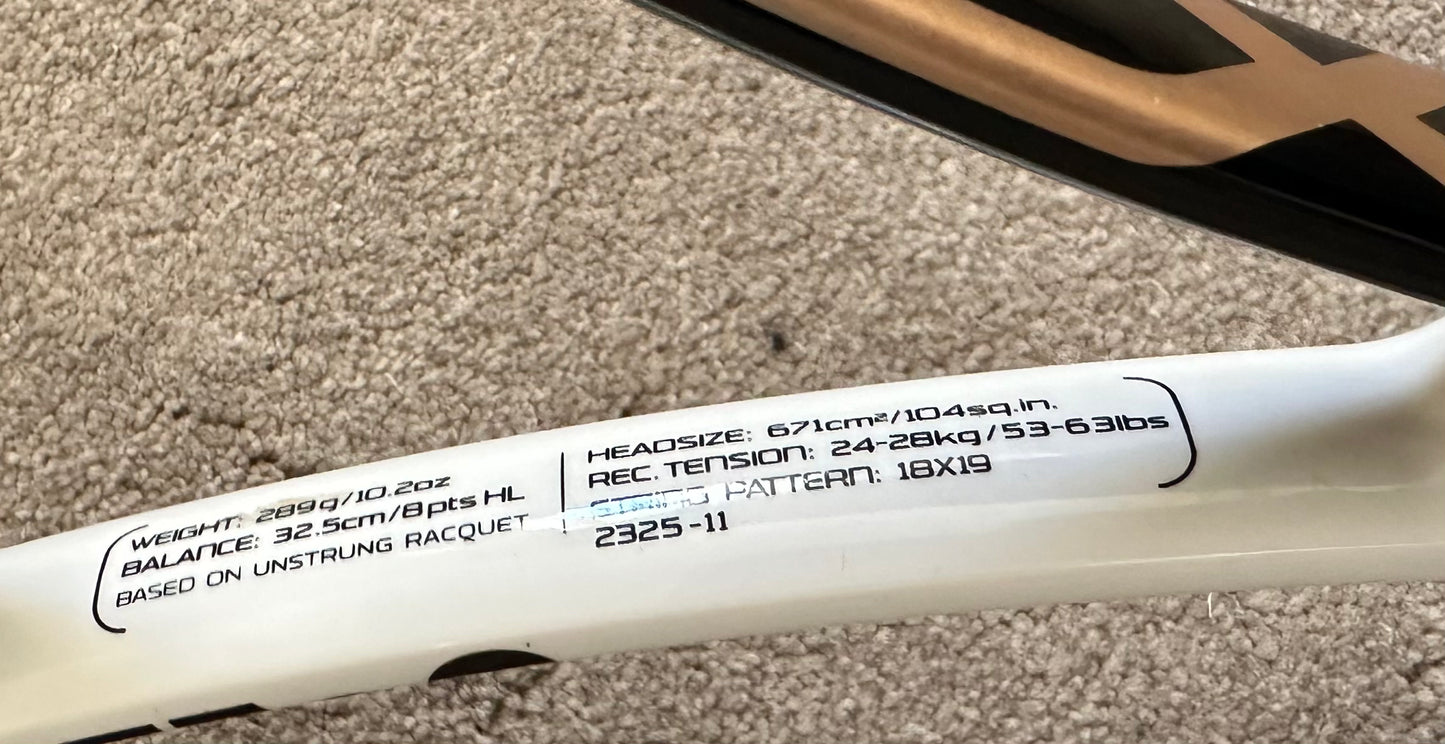 WEIGHT: 289g/10.2oz
BALANCE: 32.5cm/8pts HL
BASED ON UNSTRUNG RACQUET
HEADSIZE: 671cm²/104sq.in.
REC. TENSION: 24-28kg/53-63lbs
PATTERN: 18X19
2325-11